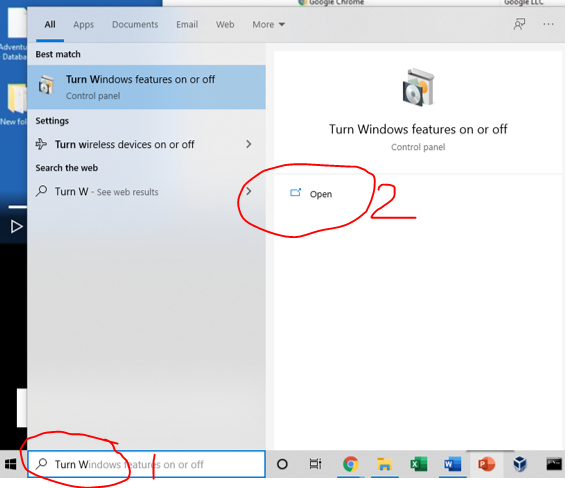 Google Chrome
Google LLC
All
Apps
Documents
Email
Web
More
Best match
Turn Windows features on or off
Control panel
Settings
Turn wireless devices on or off
Search the web
Turn W - See web results
Turn Windows features on or off
Control panel
Open
2
Adventu
Databa
New fol
Turn Windows features on or off
1